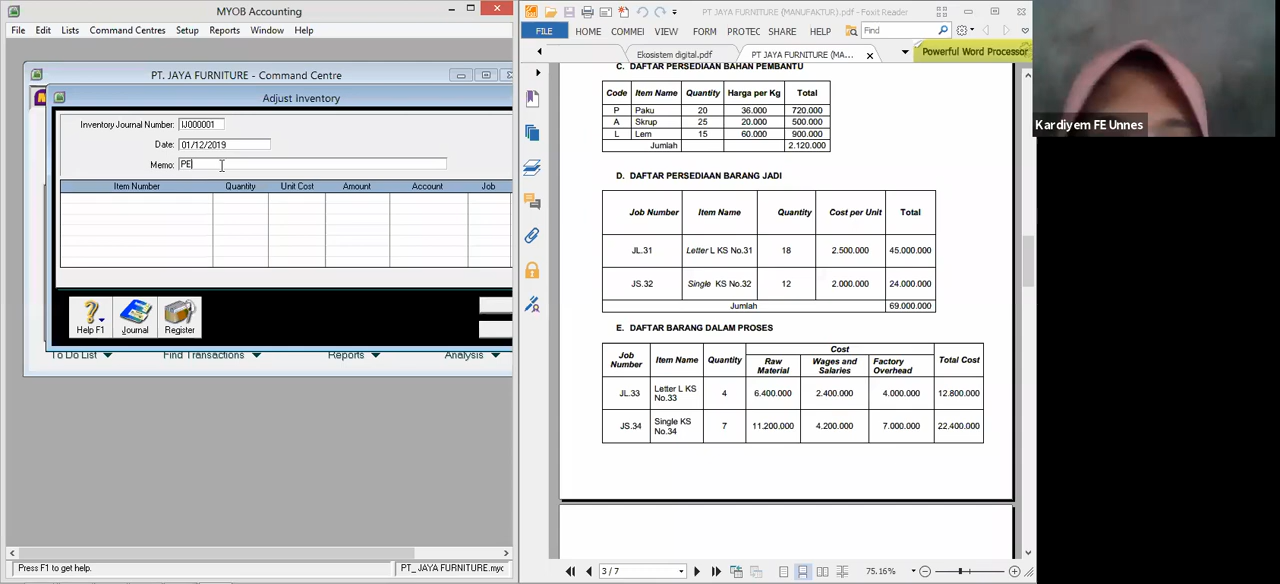 MYOB Accounting
File Edit Lists Command Centres Setup Reports Window Help
PT. JAYA FURNITURE - Command Centre
Adjust Inventory
Inventory Journal Number: IJ000001
Date: 01/12/2019
Memo: PE
Item Number Quantity Unit Cost Amount Account Job
Help F1 Journal Register
To Do List Find Transactions Reports Analysis
Press F1 to get help. PT_ JAYA FURNITURE.myc
PT JAYA FURNITURE (MANUFAKTUR).pdf - Foxit Reader
FILE HOME COMMEI VIEW FORM PROTEC SHARE HELP Find
Ekosistem digital.pdf PT JAYA FURNITURE (MA... Powerful Word Processor
C. DAFTAR PERSEDIAAN BAHAN PEMBANTU
Code Item Name Quantity Harga per Kg Total
P Paku 20 36.000 720.000
A Skrup 25 20.000 500.000
L Lem 15 60.000 900.000
Jumlah 2.120.000
D. DAFTAR PERSEDIAAN BARANG JADI
Job Number Item Name Quantity Cost per Unit Total
JL.31 Letter L KS No.31 18 2.500.000 45.000.000
JS.32 Single KS No.32 12 2.000.000 24.000.000
Jumlah 69.000.000
E. DAFTAR BARANG DALAM PROSES
Job Number Item Name Quantity Cost Total Cost
Raw Material Wages and Salaries Factory Overhead
JL.33 Letter L KS No.33 4 6.400.000 2.400.000 4.000.000 12.800.000
JS.34 Single KS No.34 7 11.200.000 4.200.000 7.000.000 22.400.000
3 / 7 75.16%
Kardiyem FE Unnes